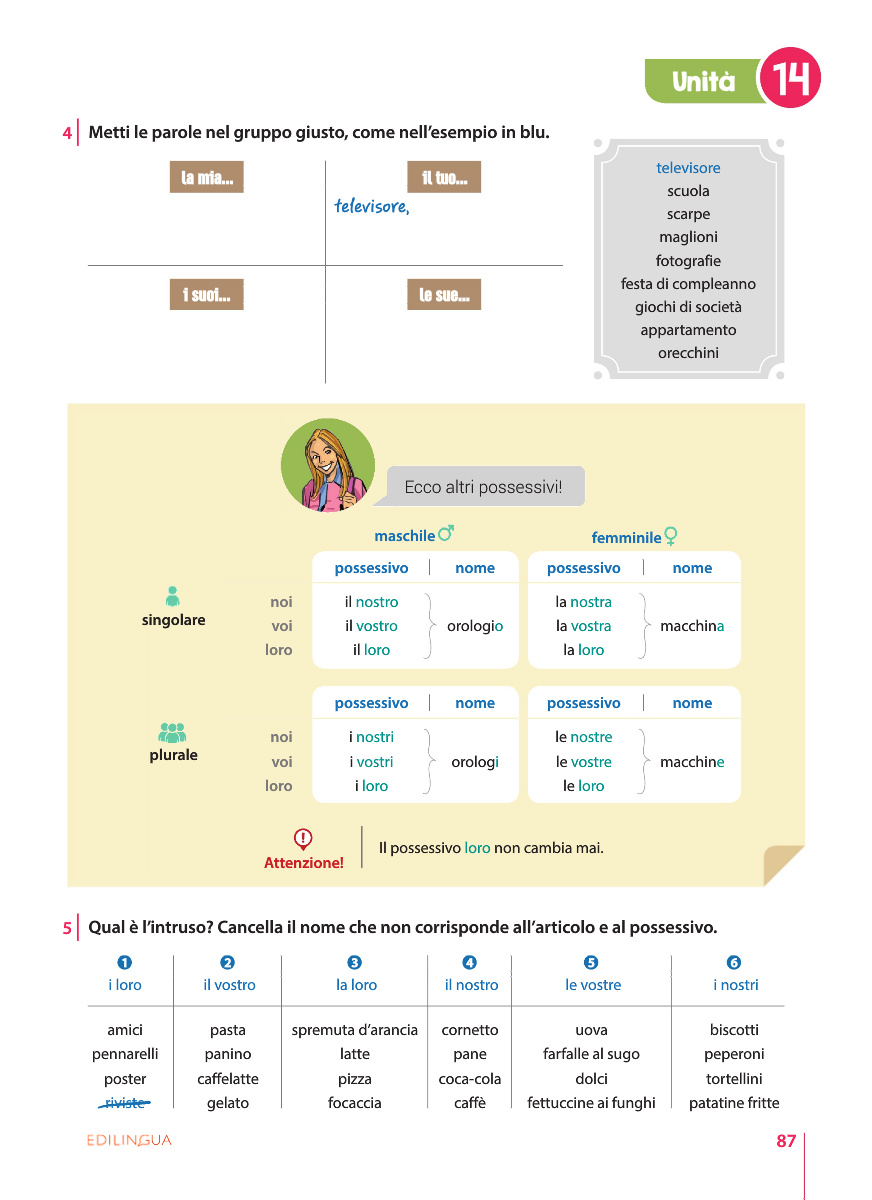 Unità 14
4 Metti le parole nel gruppo giusto, come nell'esempio in blu.
la mia...
il tuo...
televisore,
i suoi...
le sue...
televisore
scuola
scarpe
maglioni
fotografie
festa di compleanno
giochi di società
appartamento
orecchini
Ecco altri possessivi!
maschile
femminile
possessivo nome possessivo nome
singolare
noi il nostro la nostra
voi il vostro orologio la vostra macchina
loro il loro la loro
possessivo nome possessivo nome
plurale
noi i nostri le nostre
voi i vostri orologi le vostre macchine
loro i loro le loro
! Attenzione!
Il possessivo loro non cambia mai.
5 Qual è l'intruso? Cancella il nome che non corrisponde all'articolo e al possessivo.
1 2 3 4 5 6
i loro il vostro la loro il nostro le vostre i nostri
amici pasta spremuta d'arancia cornetto uova biscotti
pennarelli panino latte pane farfalle al sugo peperoni
poster caffelatte pizza coca-cola dolci tortellini
riviste gelato focaccia caffè fettuccine ai funghi patatine fritte
EDILINGUA
87